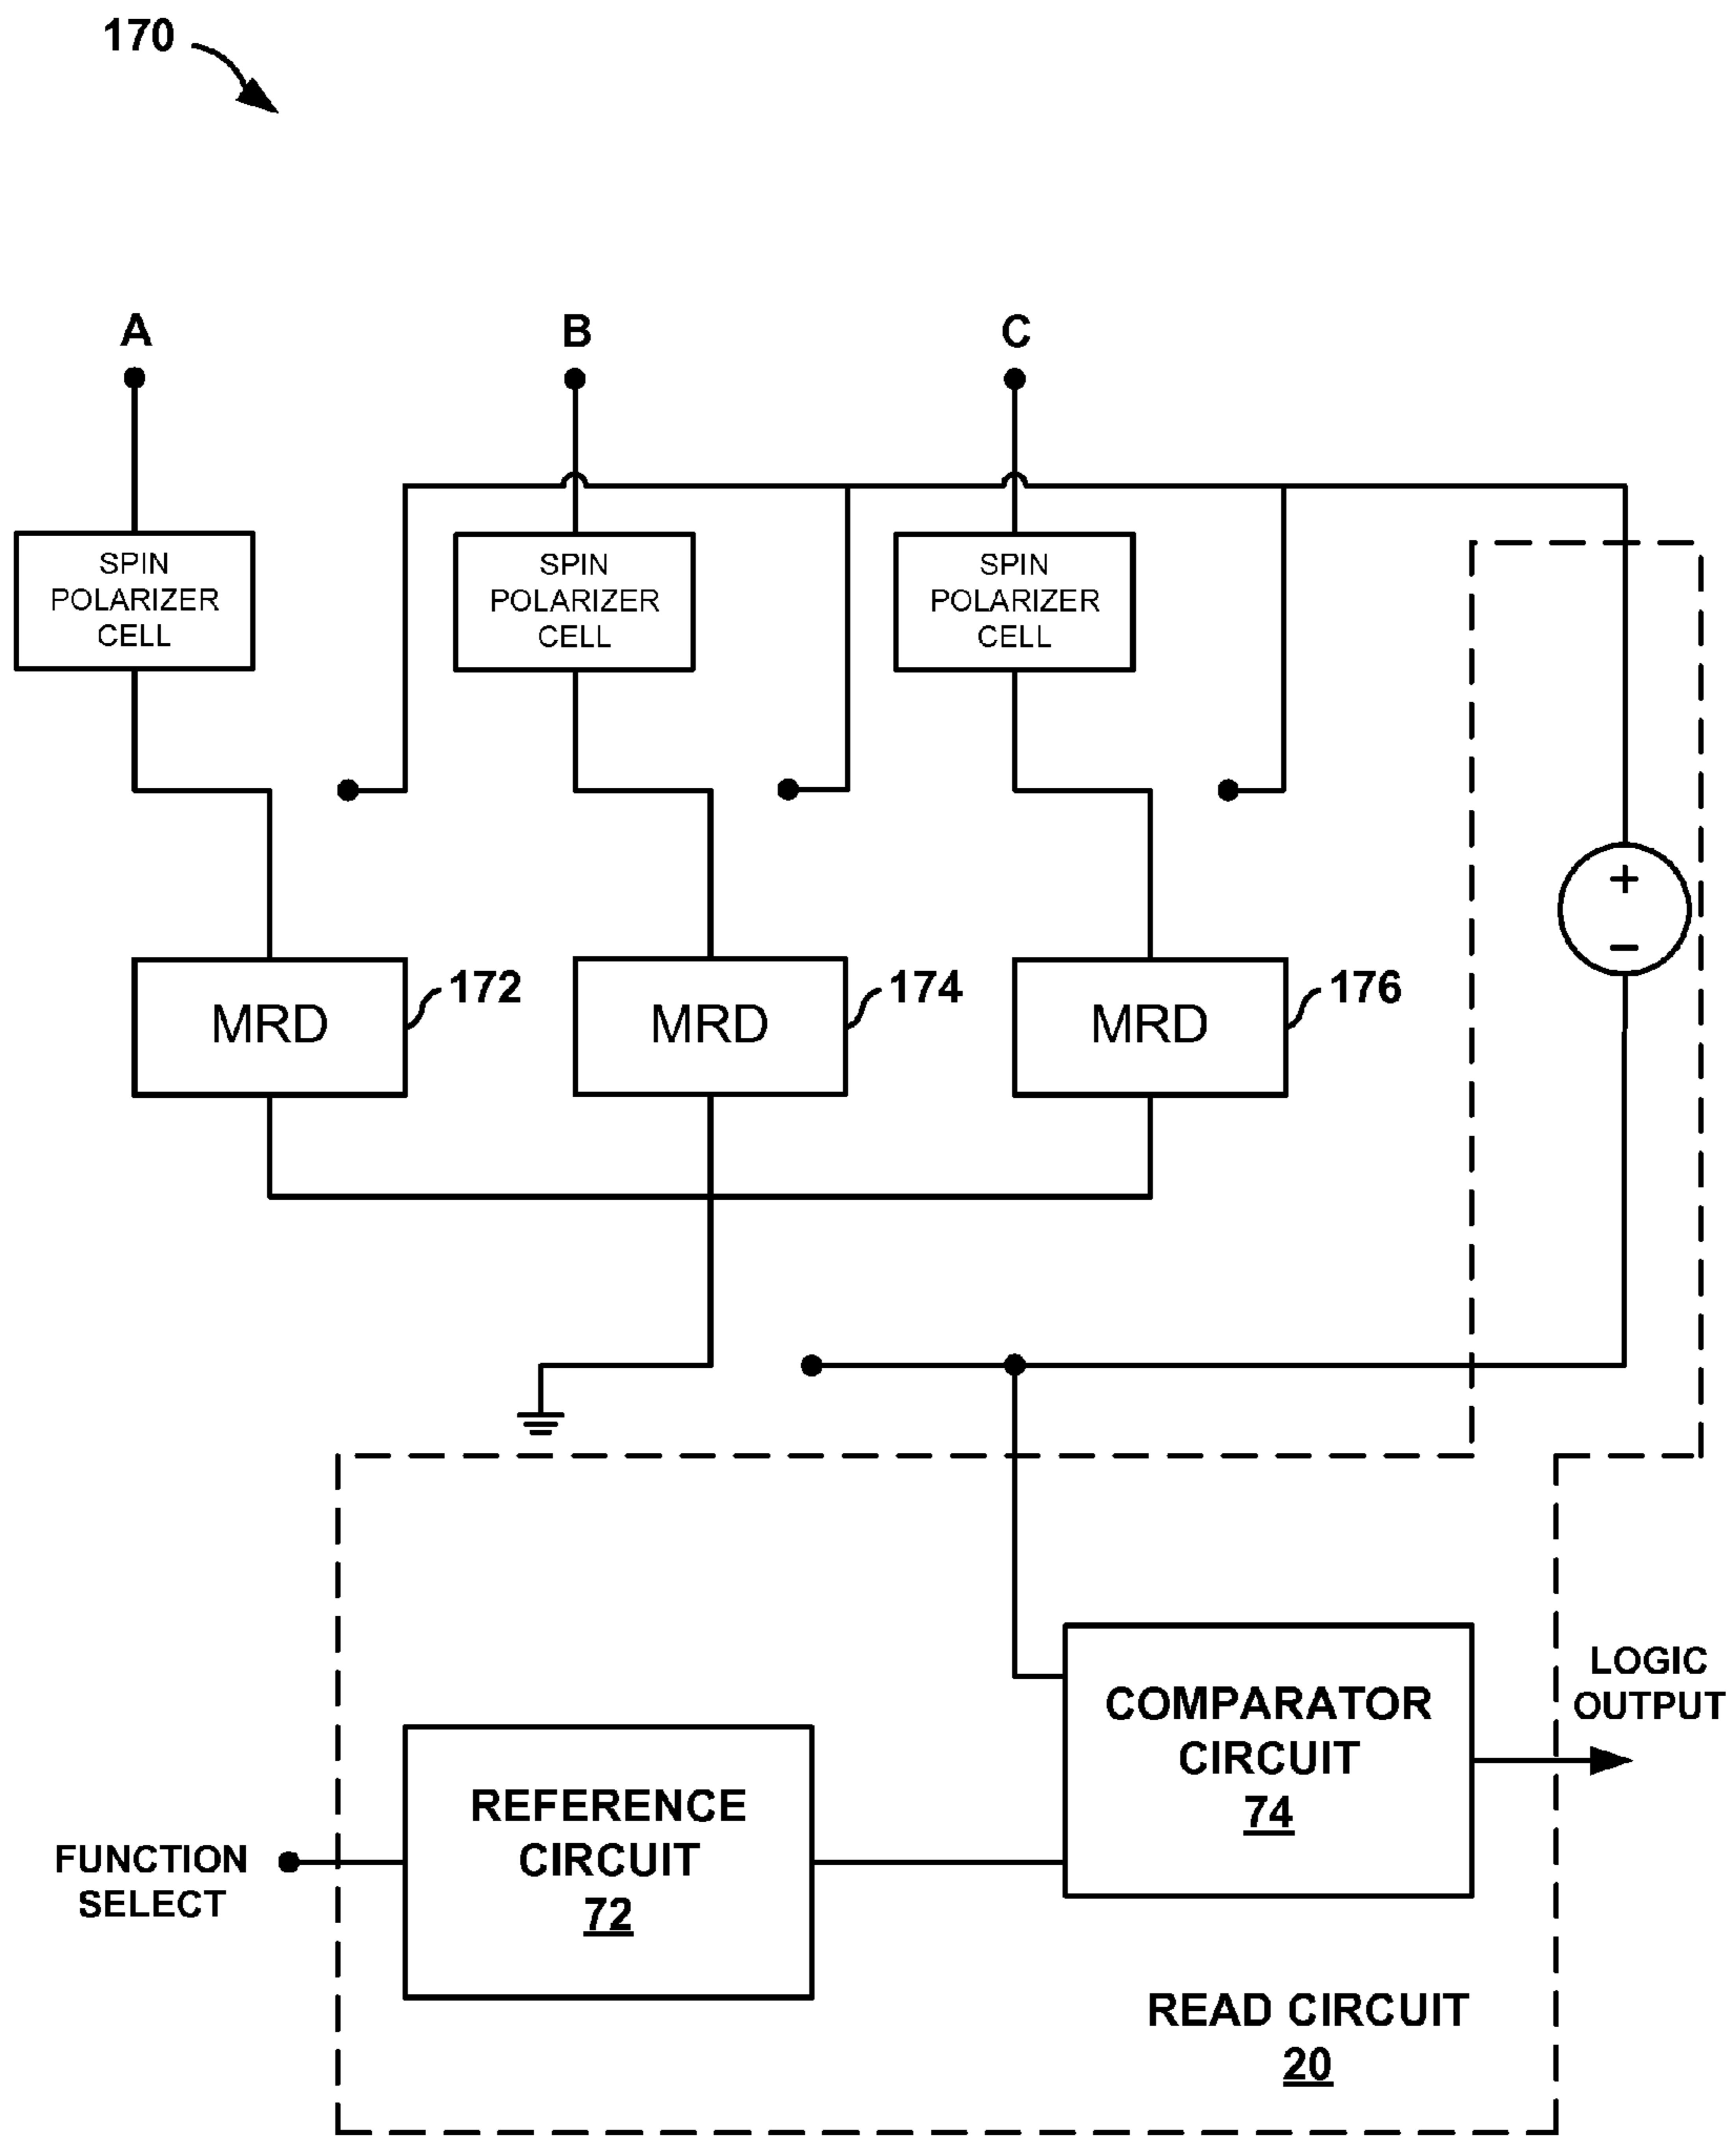 170
A
B
C
SPIN
POLARIZER
CELL
SPIN
POLARIZER
CELL
SPIN
POLARIZER
CELL
+
−
MRD
172
MRD
174
MRD
176
LOGIC
OUTPUT
COMPARATOR
CIRCUIT
74
REFERENCE
CIRCUIT
72
FUNCTION
SELECT
READ CIRCUIT
20